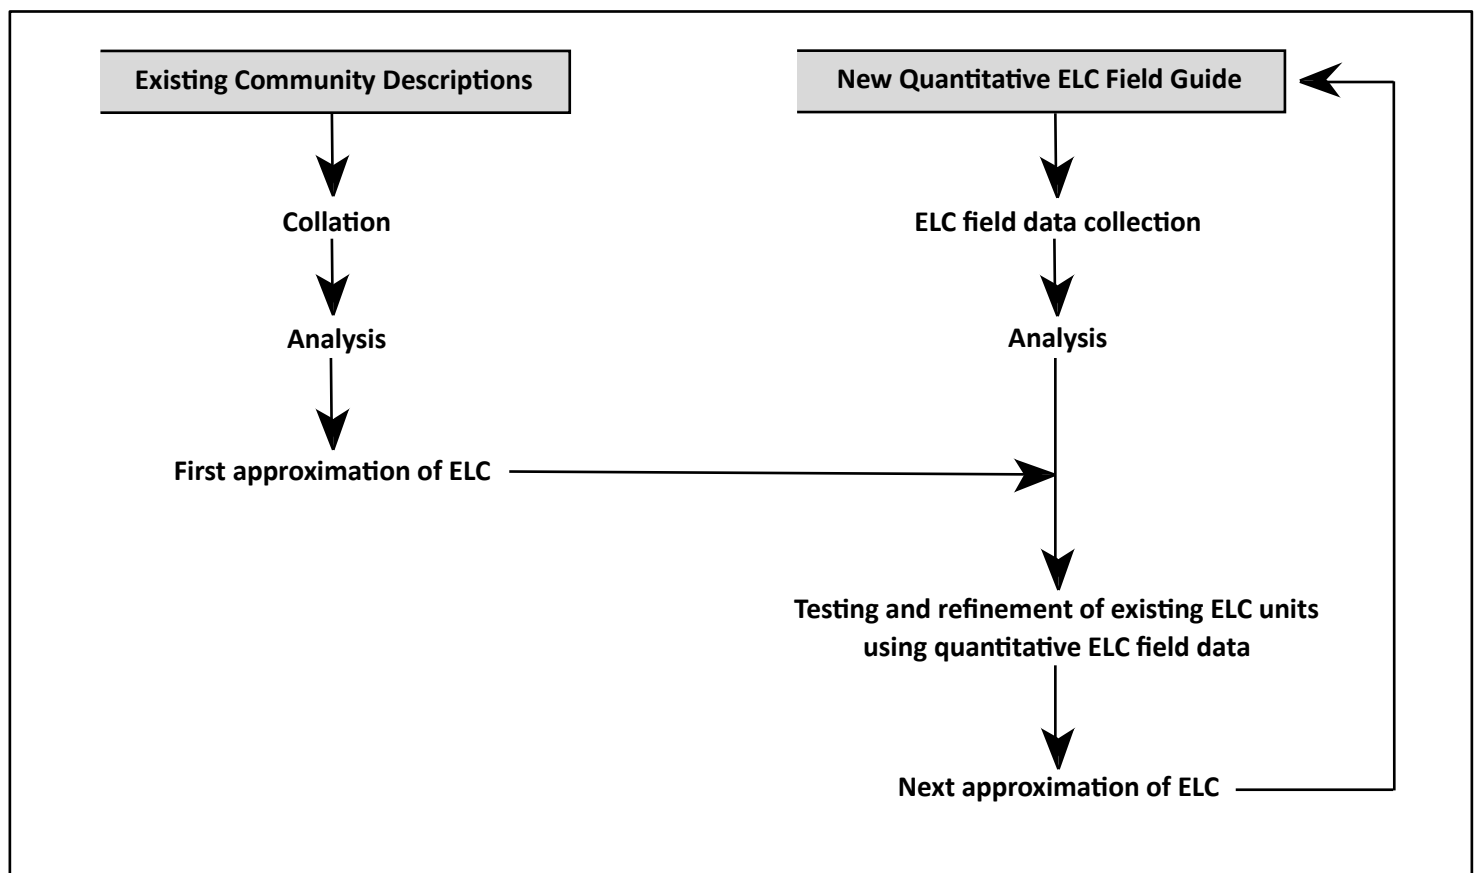 Existing Community Descriptions
Collation
Analysis
First approximation of ELC
New Quantitative ELC Field Guide
ELC field data collection
Analysis
Testing and refinement of existing ELC units
using quantitative ELC field data
Next approximation of ELC